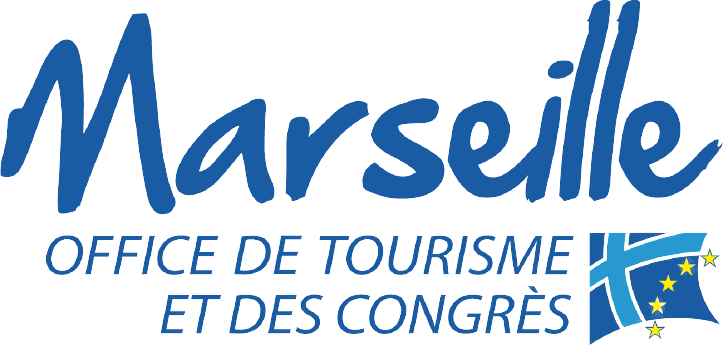 Marseille
OFFICE DE TOURISME
ET DES CONGRÈS